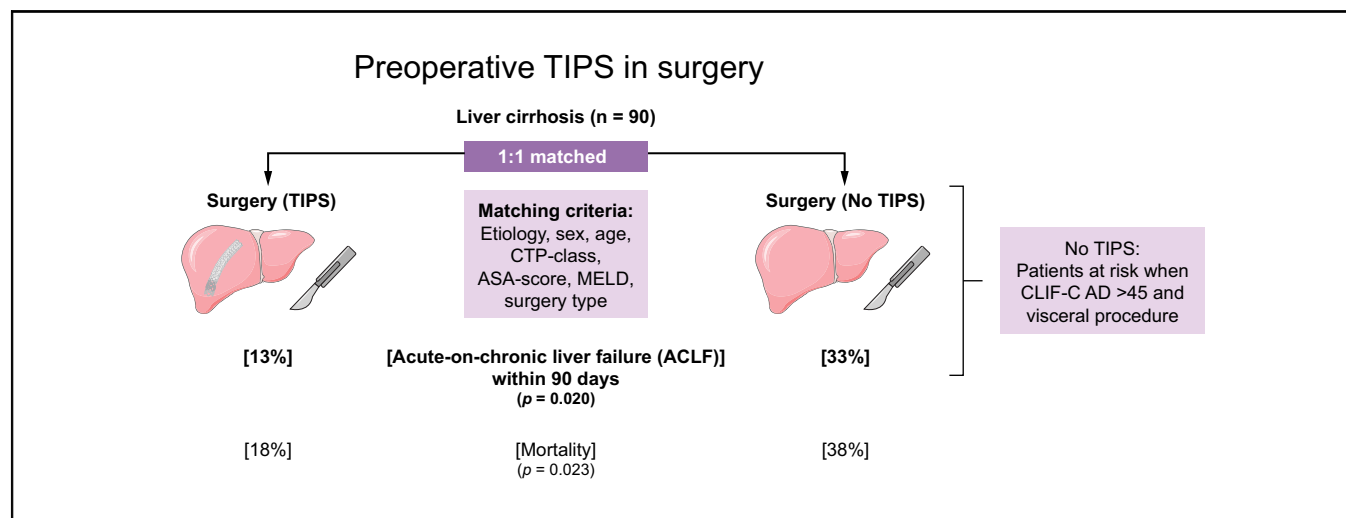 Preoperative TIPS in surgery
Liver cirrhosis (n = 90)
1:1 matched
Surgery (TIPS)
Matching criteria:
Etiology, sex, age,
CTP-class,
ASA-score, MELD,
surgery type
Surgery (No TIPS)
No TIPS:
Patients at risk when
CLIF-C AD >45 and
visceral procedure
[13%]
[Acute-on-chronic liver failure (ACLF)]
within 90 days
(p = 0.020)
[33%]
[18%]
[Mortality]
(p = 0.023)
[38%]